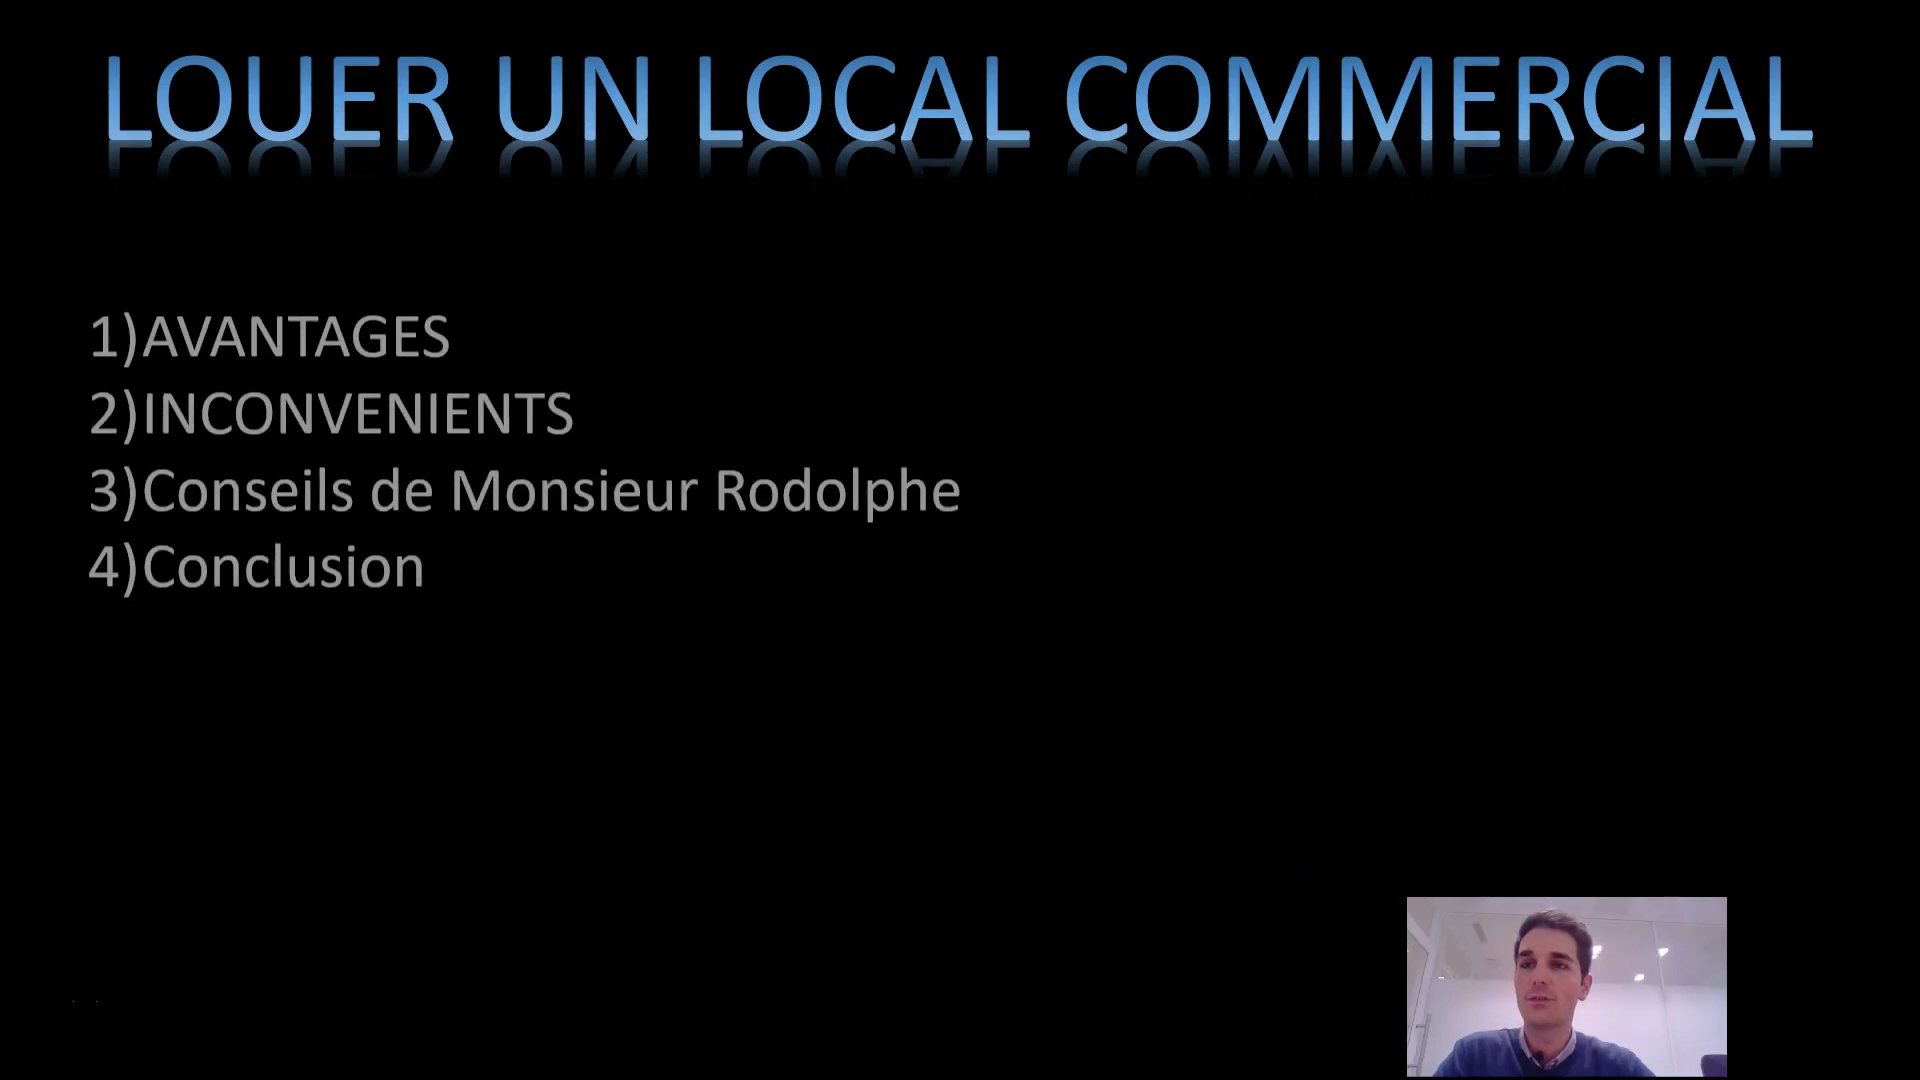 LOUER UN LOCAL COMMERCIAL
1)AVANTAGES
2)INCONVENIENTS
3)Conseils de Monsieur Rodolphe
4)Conclusion